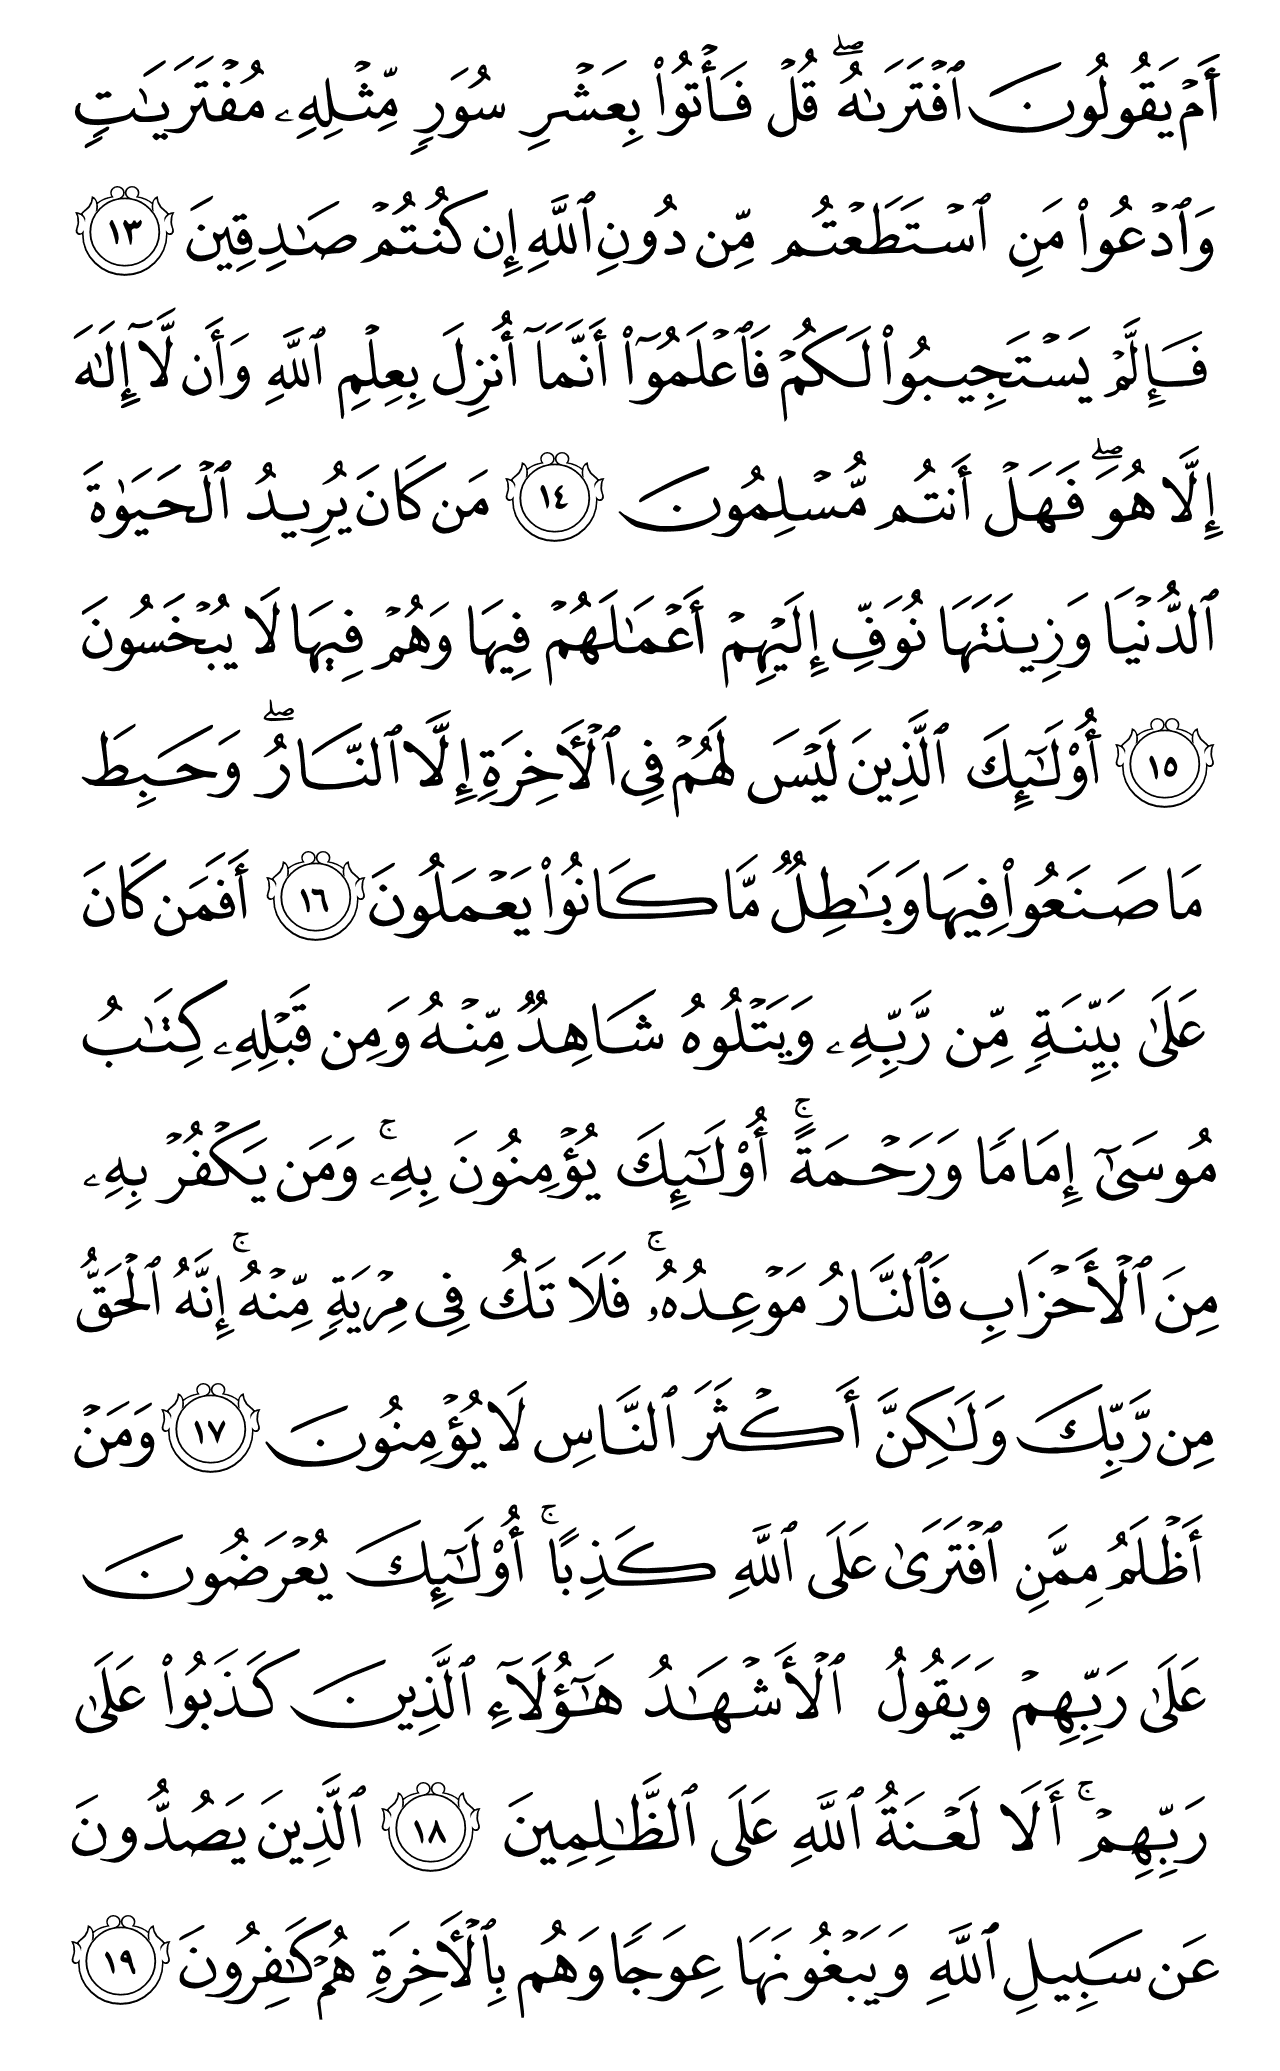 أَمۡ يَقُولُونَ ٱفۡتَرَىٰهُۖ قُلۡ فَأۡتُواْ بِعَشۡرِ سُوَرٖ مِّثۡلِهِۦ مُفۡتَرَيَٰتٖ
وَٱدۡعُواْ مَنِ ٱسۡتَطَعۡتُم مِّن دُونِ ٱللَّهِ إِن كُنتُمۡ صَٰدِقِينَ ١٣
فَإِلَّمۡ يَسۡتَجِيبُواْ لَكُمۡ فَٱعۡلَمُوٓاْ أَنَّمَآ أُنزِلَ بِعِلۡمِ ٱللَّهِ وَأَن لَّآ إِلَٰهَ
إِلَّا هُوَۖ فَهَلۡ أَنتُم مُّسۡلِمُونَ ١٤ مَن كَانَ يُرِيدُ ٱلۡحَيَوٰةَ
ٱلدُّنۡيَا وَزِينَتَهَا نُوَفِّ إِلَيۡهِمۡ أَعۡمَٰلَهُمۡ فِيهَا وَهُمۡ فِيهَا لَا يُبۡخَسُونَ
١٥ أُوْلَٰٓئِكَ ٱلَّذِينَ لَيۡسَ لَهُمۡ فِي ٱلۡأٓخِرَةِ إِلَّا ٱلنَّارُۖ وَحَبِطَ
مَا صَنَعُواْ فِيهَا وَبَٰطِلٞ مَّا كَانُواْ يَعۡمَلُونَ ١٦ أَفَمَن كَانَ
عَلَىٰ بَيِّنَةٖ مِّن رَّبِّهِۦ وَيَتۡلُوهُ شَاهِدٞ مِّنۡهُ وَمِن قَبۡلِهِۦ كِتَٰبُ
مُوسَىٰٓ إِمَامٗا وَرَحۡمَةًۚ أُوْلَٰٓئِكَ يُؤۡمِنُونَ بِهِۦۚ وَمَن يَكۡفُرۡ بِهِۦ
مِنَ ٱلۡأَحۡزَابِ فَٱلنَّارُ مَوۡعِدُهُۥۚ فَلَا تَكُ فِي مِرۡيَةٖ مِّنۡهُۚ إِنَّهُ ٱلۡحَقُّ
مِن رَّبِّكَ وَلَٰكِنَّ أَكۡثَرَ ٱلنَّاسِ لَا يُؤۡمِنُونَ ١٧ وَمَنۡ
أَظۡلَمُ مِمَّنِ ٱفۡتَرَىٰ عَلَى ٱللَّهِ كَذِبًاۚ أُوْلَٰٓئِكَ يُعۡرَضُونَ
عَلَىٰ رَبِّهِمۡ وَيَقُولُ ٱلۡأَشۡهَٰدُ هَٰٓؤُلَآءِ ٱلَّذِينَ كَذَبُواْ عَلَىٰ
رَبِّهِمۡۚ أَلَا لَعۡنَةُ ٱللَّهِ عَلَى ٱلظَّٰلِمِينَ ١٨ ٱلَّذِينَ يَصُدُّونَ
عَن سَبِيلِ ٱللَّهِ وَيَبۡغُونَهَا عِوَجٗا وَهُم بِٱلۡأٓخِرَةِ هُمۡ كَٰفِرُونَ ١٩